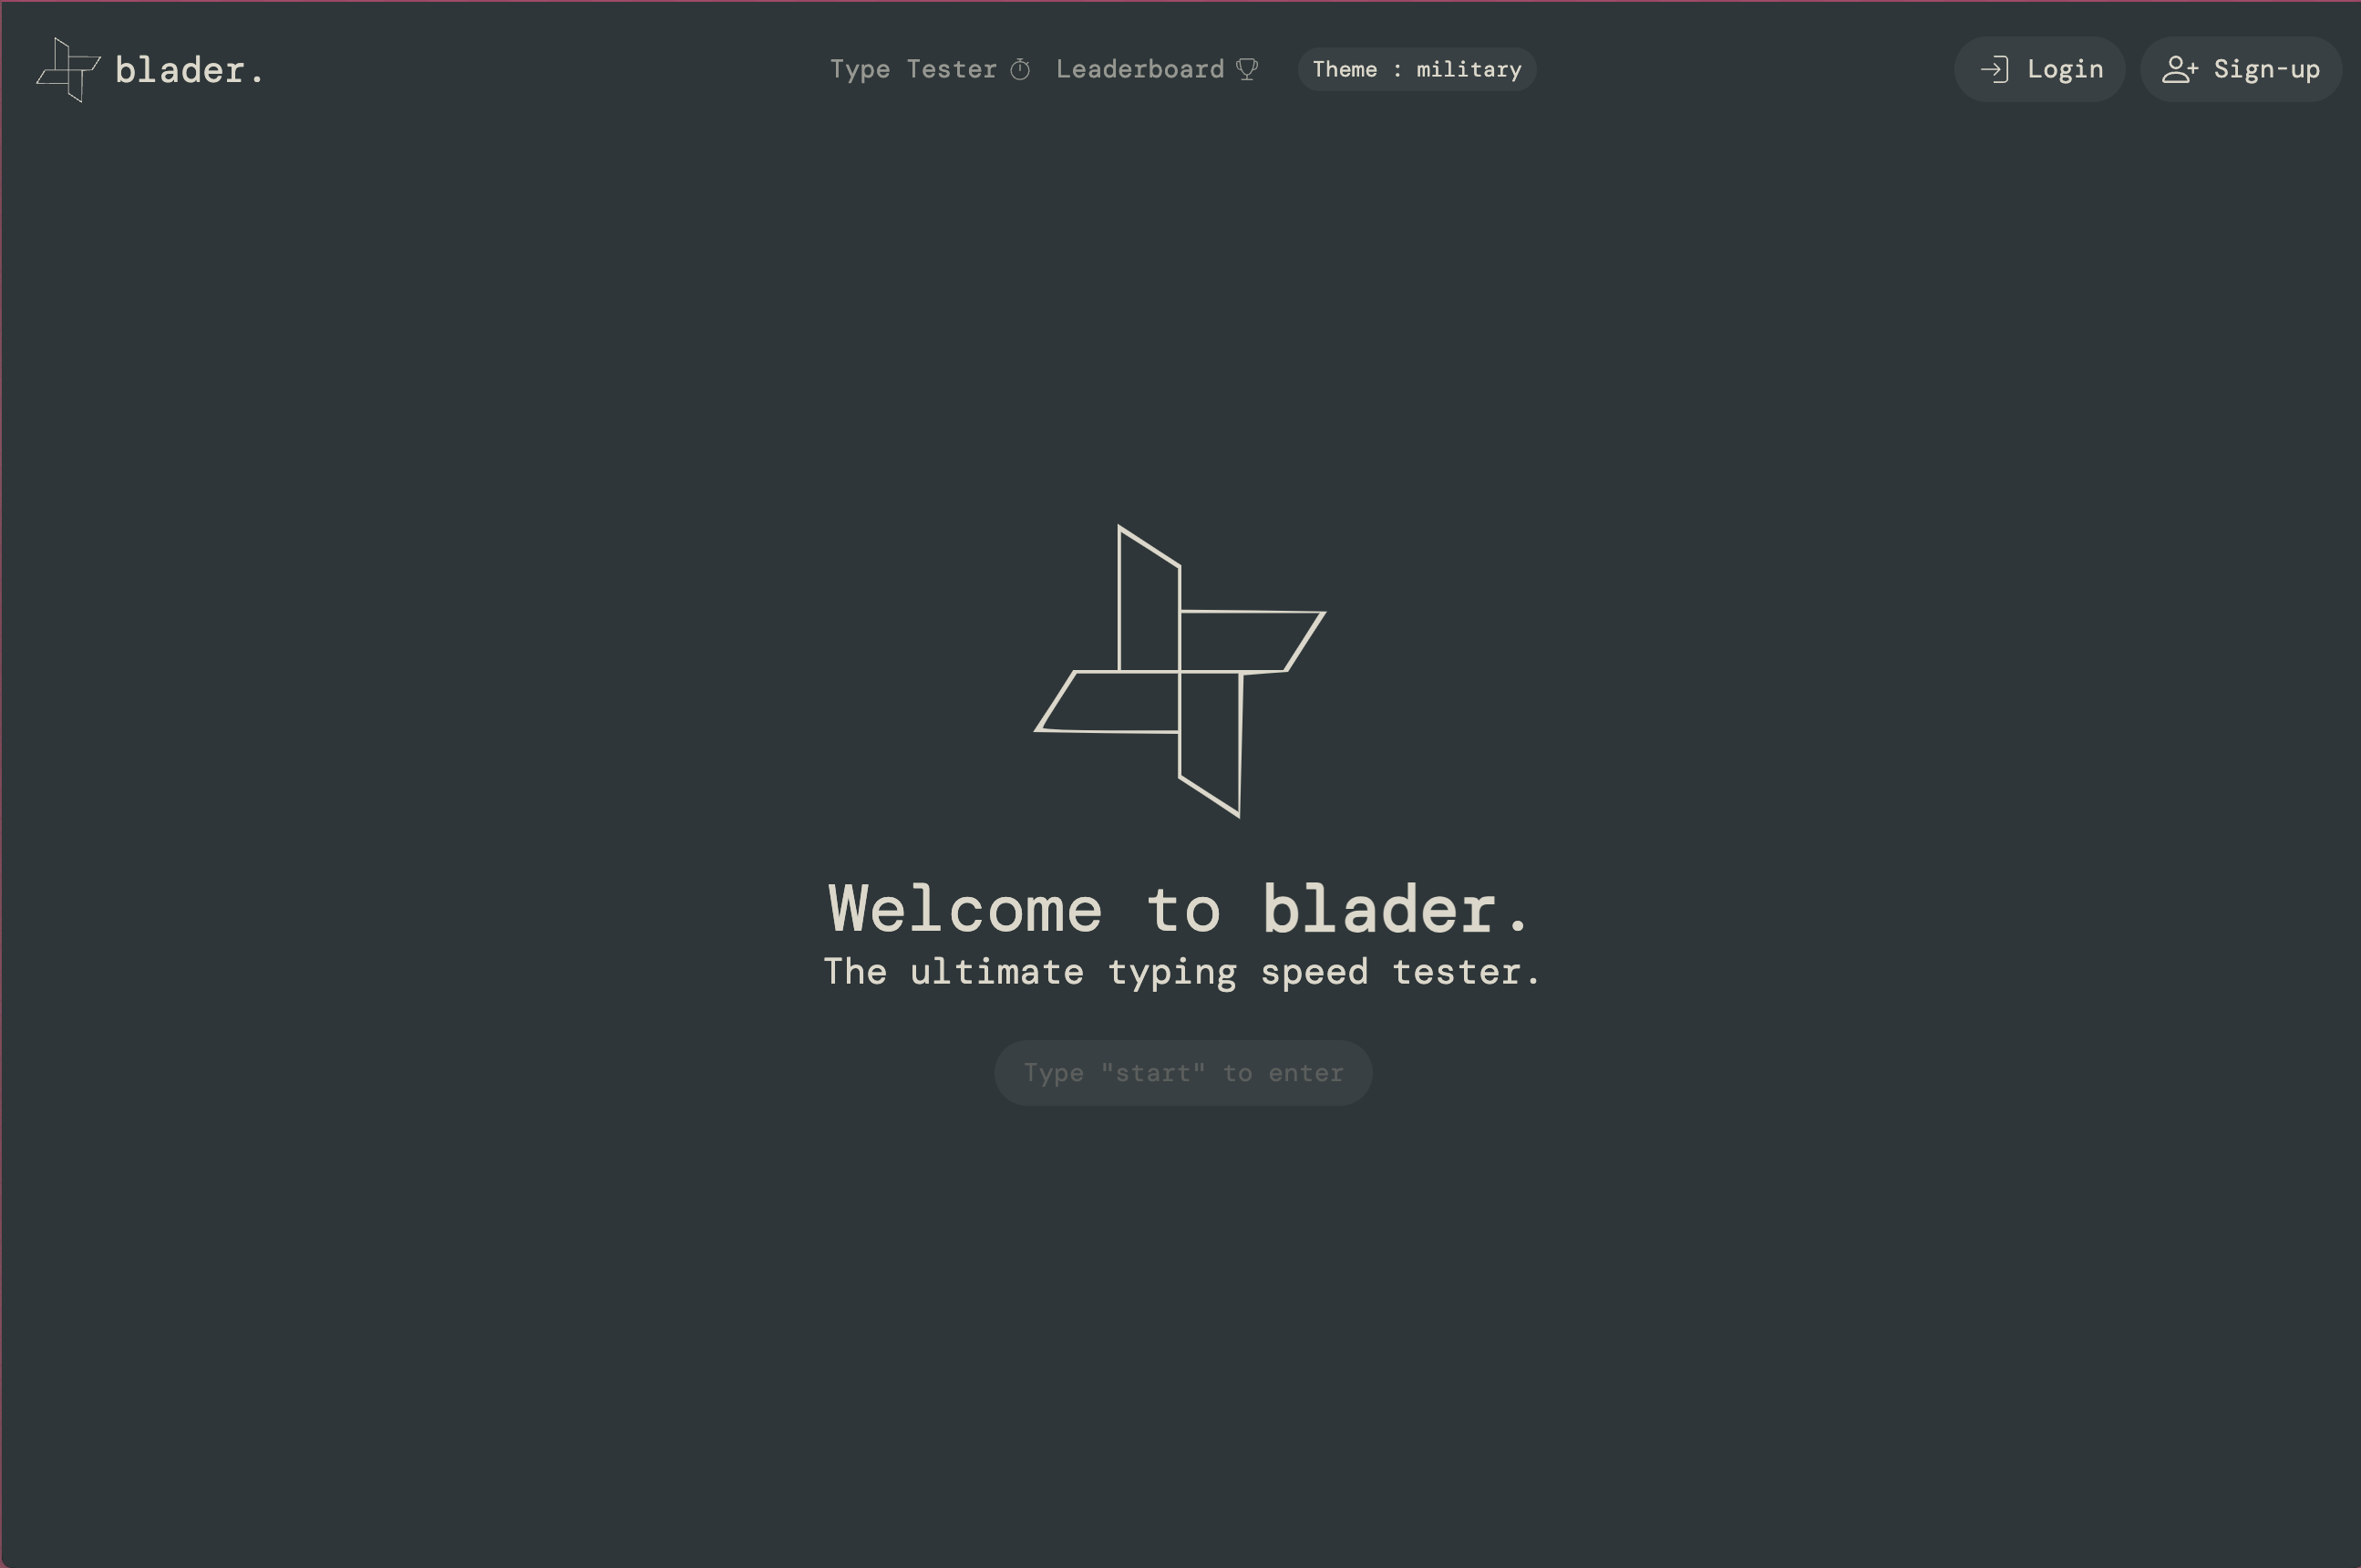 blader.
Type Tester Leaderboard Theme : military
Login Sign-up
Welcome to blader.
The ultimate typing speed tester.
Type "start" to enter